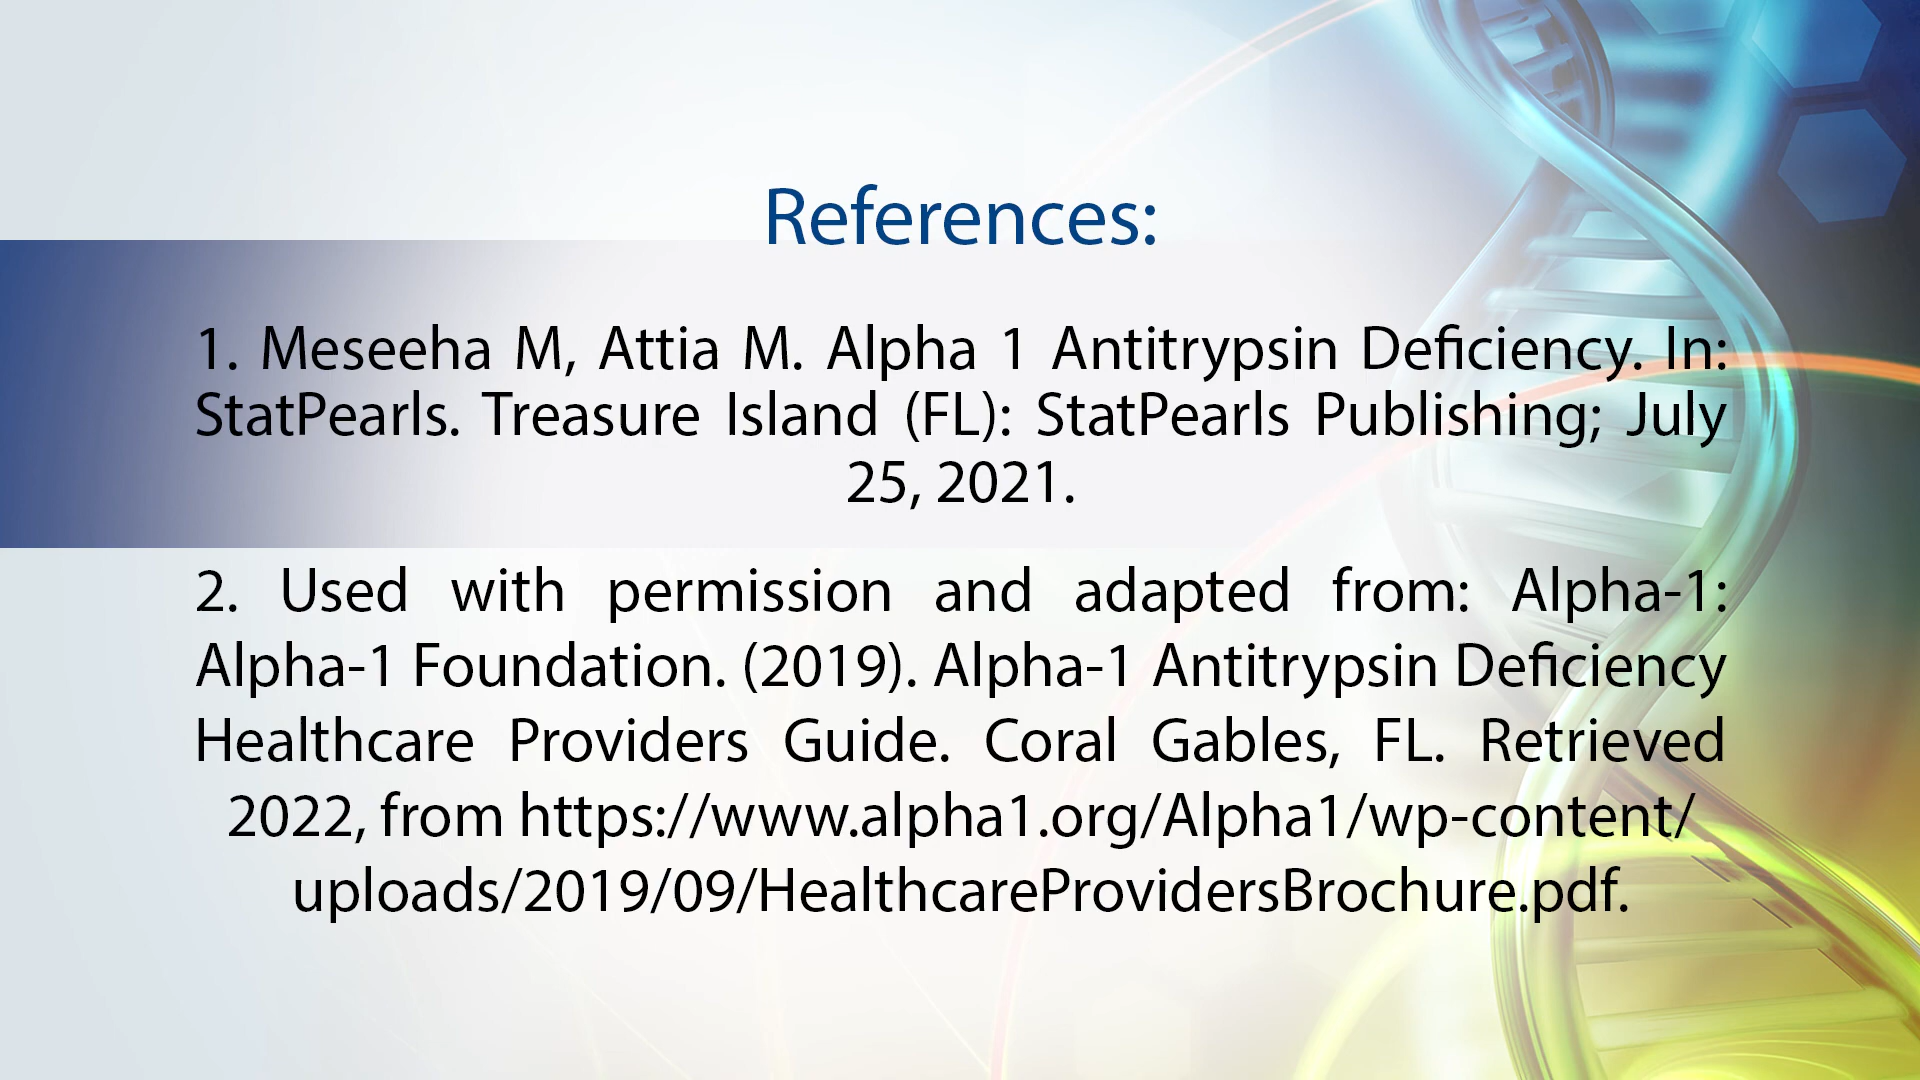 References:
1. Meseeha M, Attia M. Alpha 1 Antitrypsin Deficiency. In:
StatPearls. Treasure Island (FL): StatPearls Publishing; July
25, 2021.
2. Used with permission and adapted from: Alpha-1:
Alpha-1 Foundation. (2019). Alpha-1 Antitrypsin Deficiency
Healthcare Providers Guide. Coral Gables, FL. Retrieved
2022, from https://www.alpha1.org/Alpha1/wp-content/
uploads/2019/09/HealthcareProvidersBrochure.pdf.